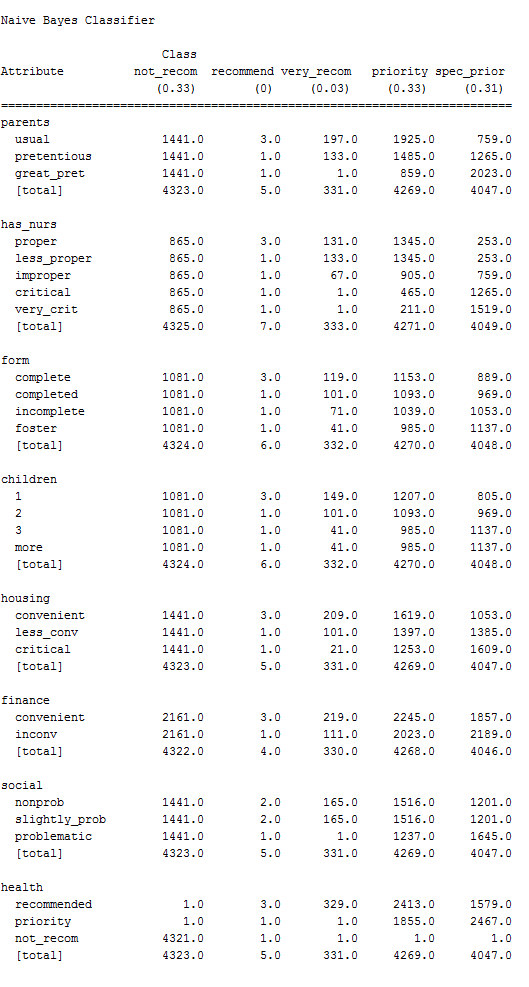 Naive Bayes Classifier
Class
Attribute not_recom recommend very_recom priority spec_prior
(0.33) (0) (0.03) (0.33) (0.31)
===============================================================================
parents
usual 1441.0 3.0 197.0 1925.0 759.0
pretentious 1441.0 1.0 133.0 1485.0 1265.0
great_pret 1441.0 1.0 1.0 859.0 2023.0
[total] 4323.0 5.0 331.0 4269.0 4047.0
has_nurs
proper 865.0 3.0 131.0 1345.0 253.0
less_proper 865.0 1.0 133.0 1345.0 253.0
improper 865.0 1.0 67.0 905.0 759.0
critical 865.0 1.0 1.0 465.0 1265.0
very_crit 865.0 1.0 1.0 211.0 1519.0
[total] 4325.0 7.0 333.0 4271.0 4049.0
form
complete 1081.0 3.0 119.0 1153.0 889.0
completed 1081.0 1.0 101.0 1093.0 969.0
incomplete 1081.0 1.0 71.0 1039.0 1053.0
foster 1081.0 1.0 41.0 985.0 1137.0
[total] 4324.0 6.0 332.0 4270.0 4048.0
children
1 1081.0 3.0 149.0 1207.0 805.0
2 1081.0 1.0 101.0 1093.0 969.0
3 1081.0 1.0 41.0 985.0 1137.0
more 1081.0 1.0 41.0 985.0 1137.0
[total] 4324.0 6.0 332.0 4270.0 4048.0
housing
convenient 1441.0 3.0 209.0 1619.0 1053.0
less_conv 1441.0 1.0 101.0 1397.0 1385.0
critical 1441.0 1.0 21.0 1253.0 1609.0
[total] 4323.0 5.0 331.0 4269.0 4047.0
finance
convenient 2161.0 3.0 219.0 2245.0 1857.0
inconv 2161.0 1.0 111.0 2023.0 2189.0
[total] 4322.0 4.0 330.0 4268.0 4046.0
social
nonprob 1441.0 2.0 165.0 1516.0 1201.0
slightly_prob 1441.0 2.0 165.0 1516.0 1201.0
problematic 1441.0 1.0 1.0 1237.0 1645.0
[total] 4323.0 5.0 331.0 4269.0 4047.0
health
recommended 1.0 3.0 329.0 2413.0 1579.0
priority 1.0 1.0 1.0 1855.0 2467.0
not_recom 4321.0 1.0 1.0 1.0 1.0
[total] 4323.0 5.0 331.0 4269.0 4047.0